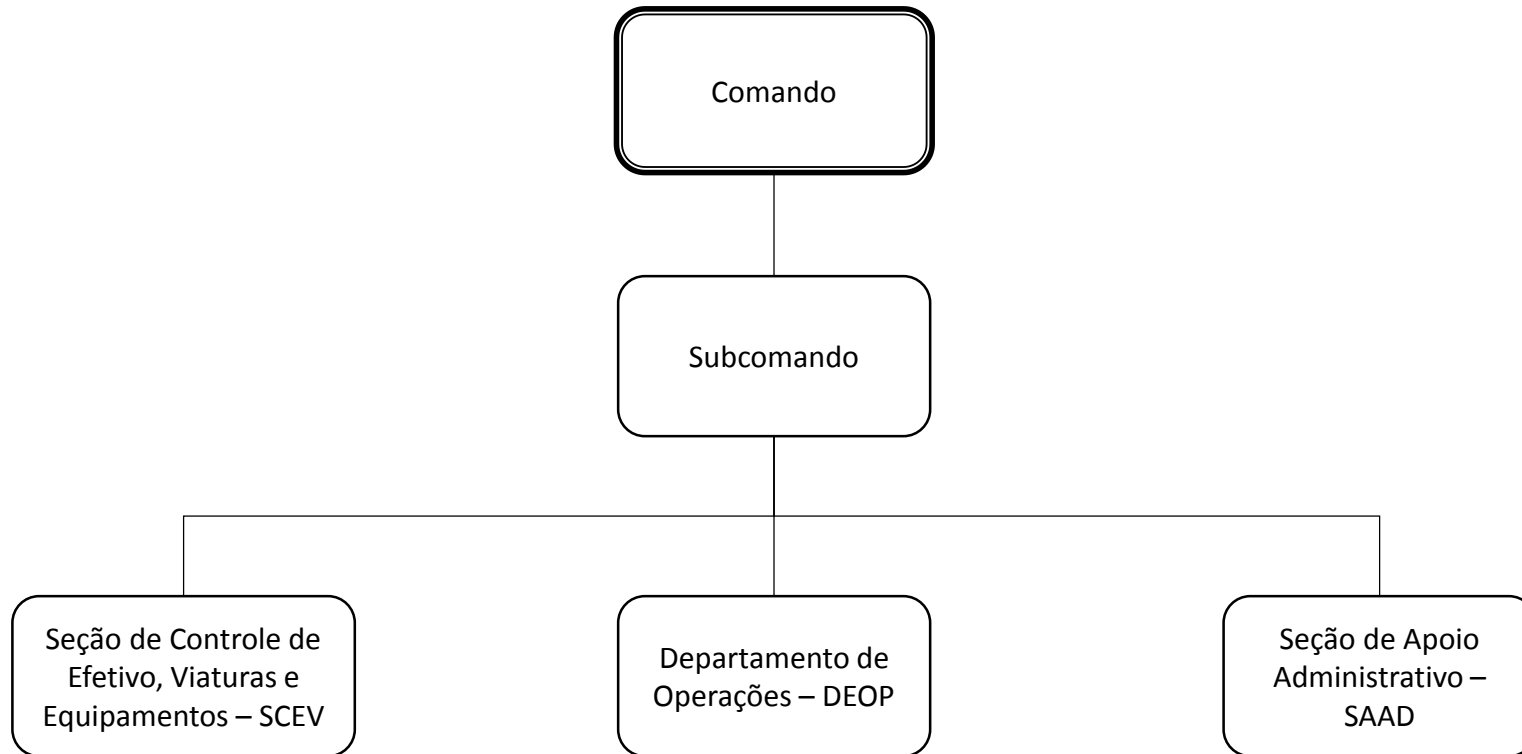 Comando
Subcomando
Seção de Controle de
Efetivo, Viaturas e
Equipamentos – SCEV
Departamento de
Operações – DEOP
Seção de Apoio
Administrativo –
SAAD